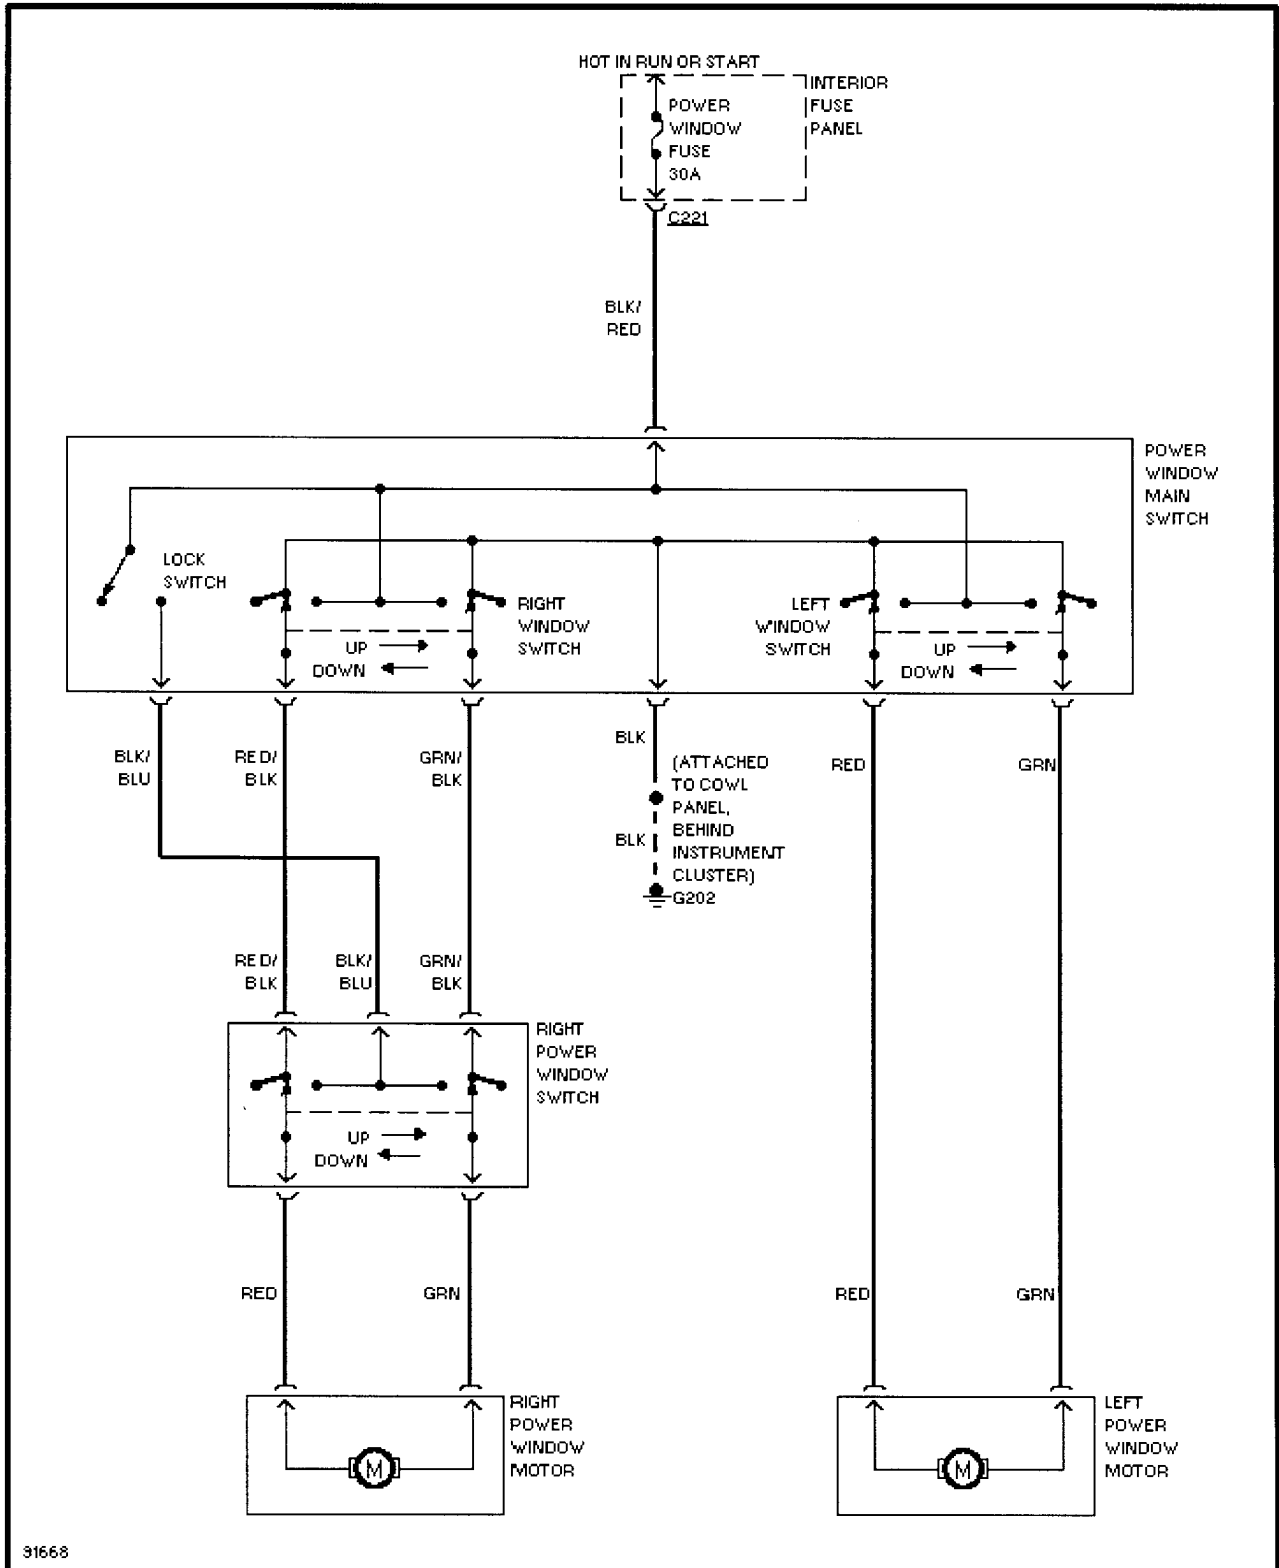 HOT IN RUN OR START
INTERIOR
FUSE
PANEL
POWER
WINDOW
FUSE
30A
C221
BLK/
RED
POWER
WINDOW
MAIN
SWITCH
LOCK
SWITCH
RIGHT
WINDOW
SWITCH
UP
DOWN
LEFT
WINDOW
SWITCH
UP
DOWN
BLK/
BLU
RED/
BLK
GRN/
BLK
BLK
(ATTACHED
TO COWL
PANEL,
BEHIND
INSTRUMENT
CLUSTER)
G202
BLK
RED
GRN
RED/
BLK
BLK/
BLU
GRN/
BLK
RIGHT
POWER
WINDOW
SWITCH
UP
DOWN
RED
GRN
RED
GRN
RIGHT
POWER
WINDOW
MOTOR
M
LEFT
POWER
WINDOW
MOTOR
M
91668